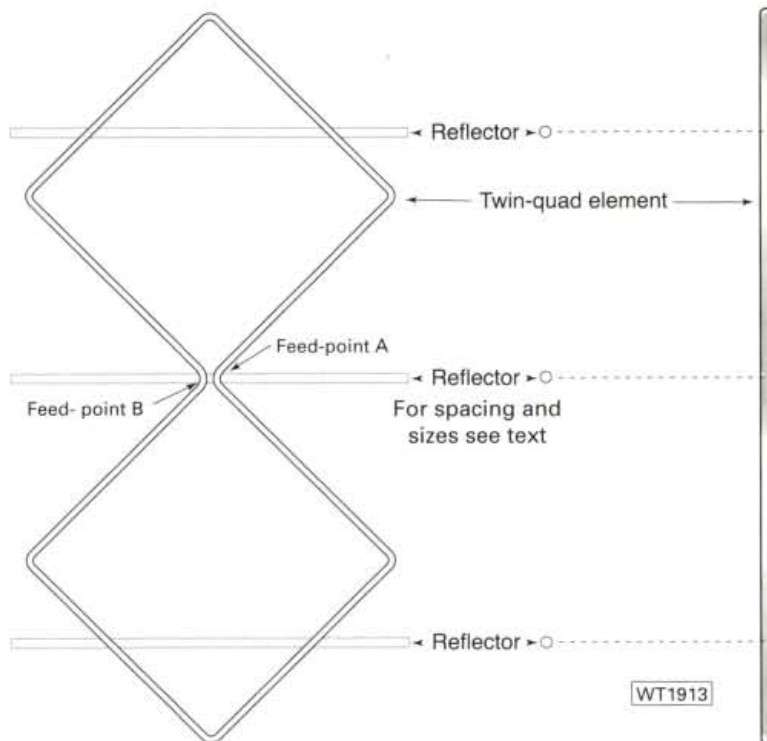 Reflector
Twin-quad element
Feed-point A
Reflector
Feed- point B
For spacing and
sizes see text
Reflector
WT1913